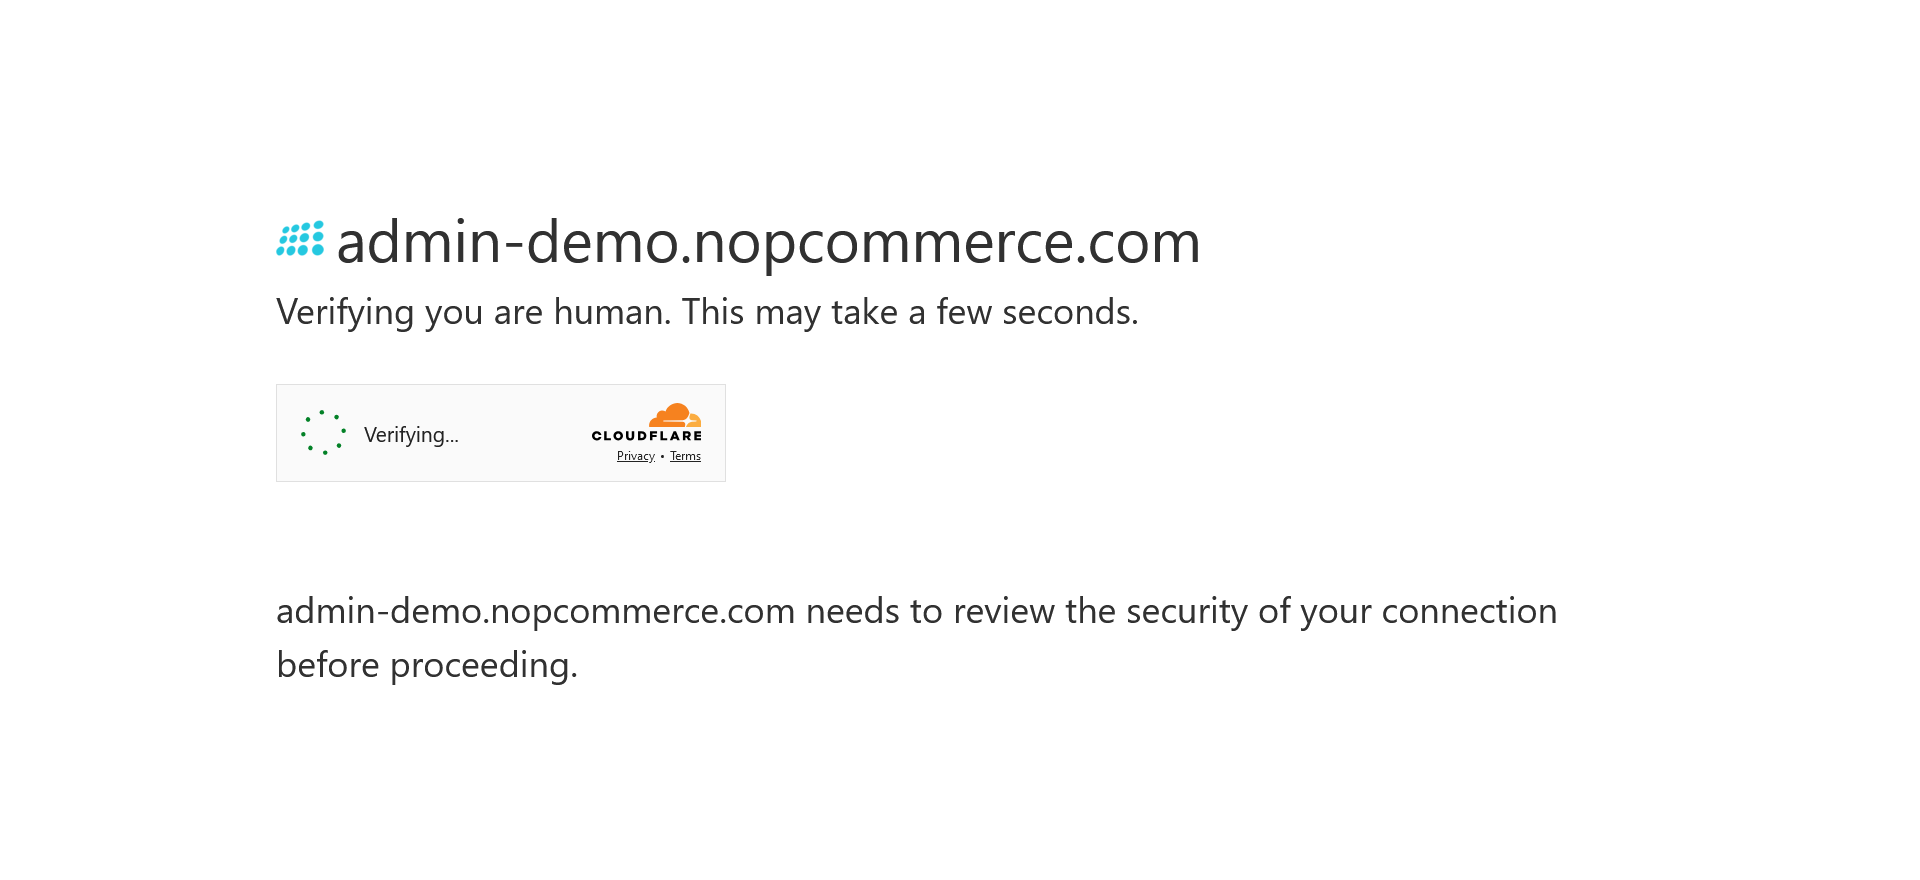 admin-demo.nopcommerce.com
Verifying you are human. This may take a few seconds.
Verifying...
CLOUDFLARE
Privacy • Terms
admin-demo.nopcommerce.com needs to review the security of your connection
before proceeding.